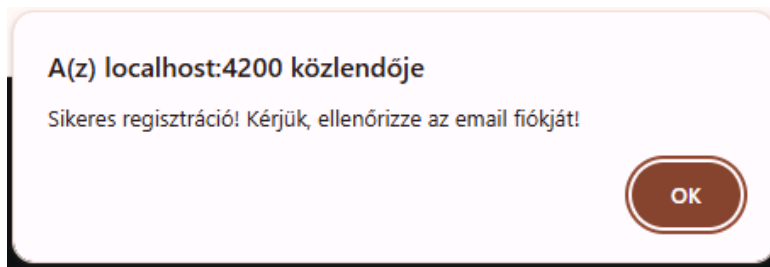 A(z) localhost:4200 közlendője
Sikeres regisztráció! Kérjük, ellenőrizze az email fiókját!
OK